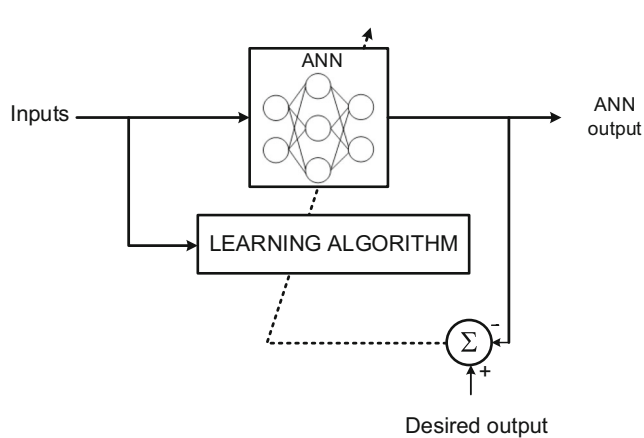 ANN
Inputs
ANN
output
LEARNING ALGORITHM
-
Σ
+
Desired output